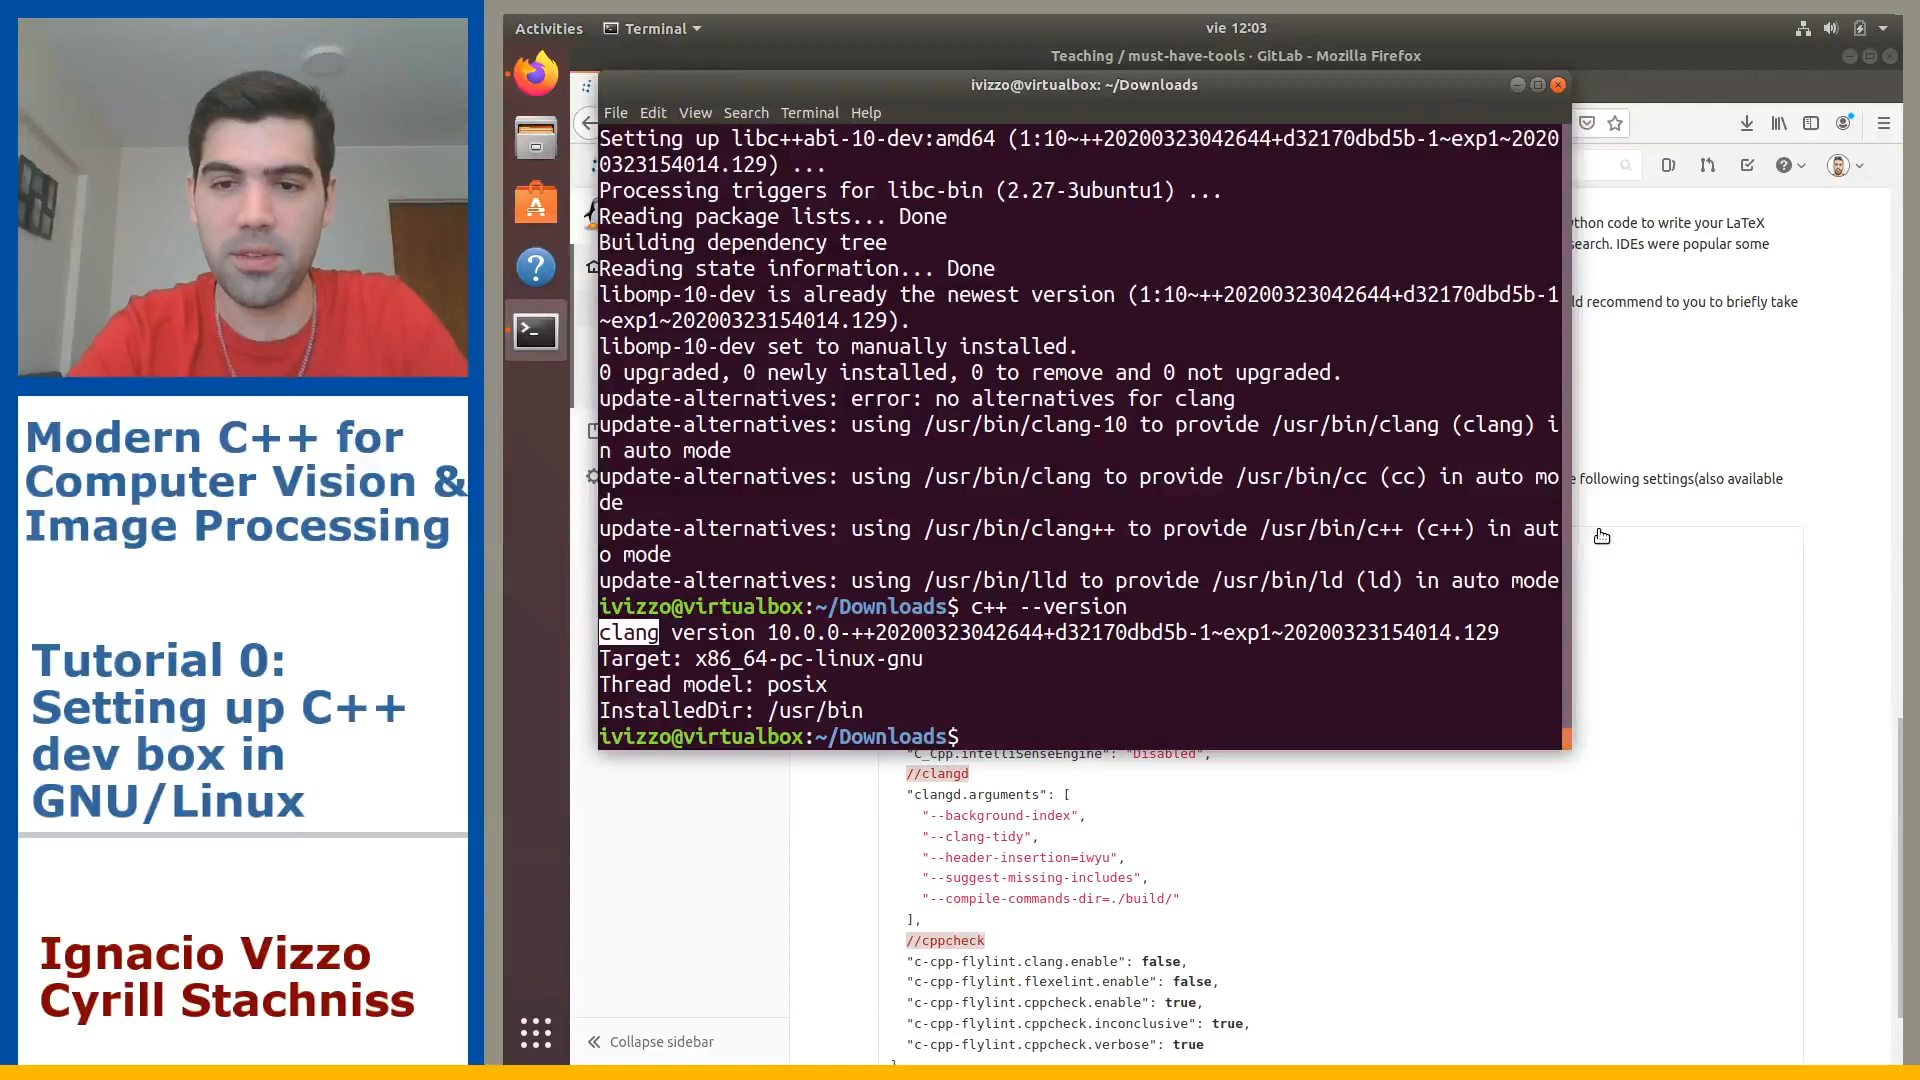 Activities
Terminal
vie 12:03
Teaching / must-have-tools · GitLab - Mozilla Firefox
ivizzo@virtualbox: ~/Downloads
File Edit View Search Terminal Help
Setting up libc++abi-10-dev:amd64 (1:10~++20200323042644+d32170dbd5b-1~exp1~2020
0323154014.129) ...
Processing triggers for libc-bin (2.27-3ubuntu1) ...
Reading package lists... Done
Building dependency tree
Reading state information... Done
libomp-10-dev is already the newest version (1:10~++20200323042644+d32170dbd5b-1
~exp1~20200323154014.129).
libomp-10-dev set to manually installed.
0 upgraded, 0 newly installed, 0 to remove and 0 not upgraded.
update-alternatives: error: no alternatives for clang
update-alternatives: using /usr/bin/clang-10 to provide /usr/bin/clang (clang) i
n auto mode
update-alternatives: using /usr/bin/clang to provide /usr/bin/cc (cc) in auto mo
de
update-alternatives: using /usr/bin/clang++ to provide /usr/bin/c++ (c++) in aut
o mode
update-alternatives: using /usr/bin/lld to provide /usr/bin/ld (ld) in auto mode
ivizzo@virtualbox:~/Downloads$ c++ --version
clang version 10.0.0-++20200323042644+d32170dbd5b-1~exp1~20200323154014.129
Target: x86_64-pc-linux-gnu
Thread model: posix
InstalledDir: /usr/bin
ivizzo@virtualbox:~/Downloads$
thon code to write your LaTeX
search. IDEs were popular some
ld recommend to you to briefly take
e following settings(also available
"C_Cpp.intelliSenseEngine": "Disabled",
//clangd
"clangd.arguments": [
"--background-index",
"--clang-tidy",
"--header-insertion=iwyu",
"--suggest-missing-includes",
"--compile-commands-dir=./build/"
],
//cppcheck
"c-cpp-flylint.clang.enable": false,
"c-cpp-flylint.flexelint.enable": false,
"c-cpp-flylint.cppcheck.enable": true,
"c-cpp-flylint.cppcheck.inconclusive": true,
"c-cpp-flylint.cppcheck.verbose": true
Collapse sidebar
Modern C++ for
Computer Vision &
Image Processing
Tutorial 0:
Setting up C++
dev box in
GNU/Linux
Ignacio Vizzo
Cyrill Stachniss